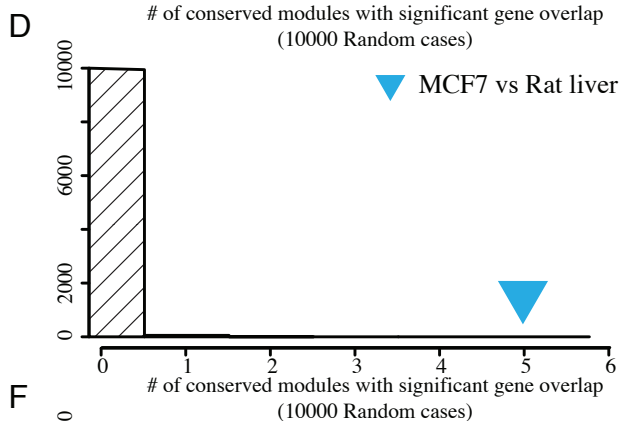 D
# of conserved modules with significant gene overlap
(10000 Random cases)
10000
MCF7 vs Rat liver
6000
2000
0
0 1 2 3 4 5 6
F
# of conserved modules with significant gene overlap
(10000 Random cases)
0